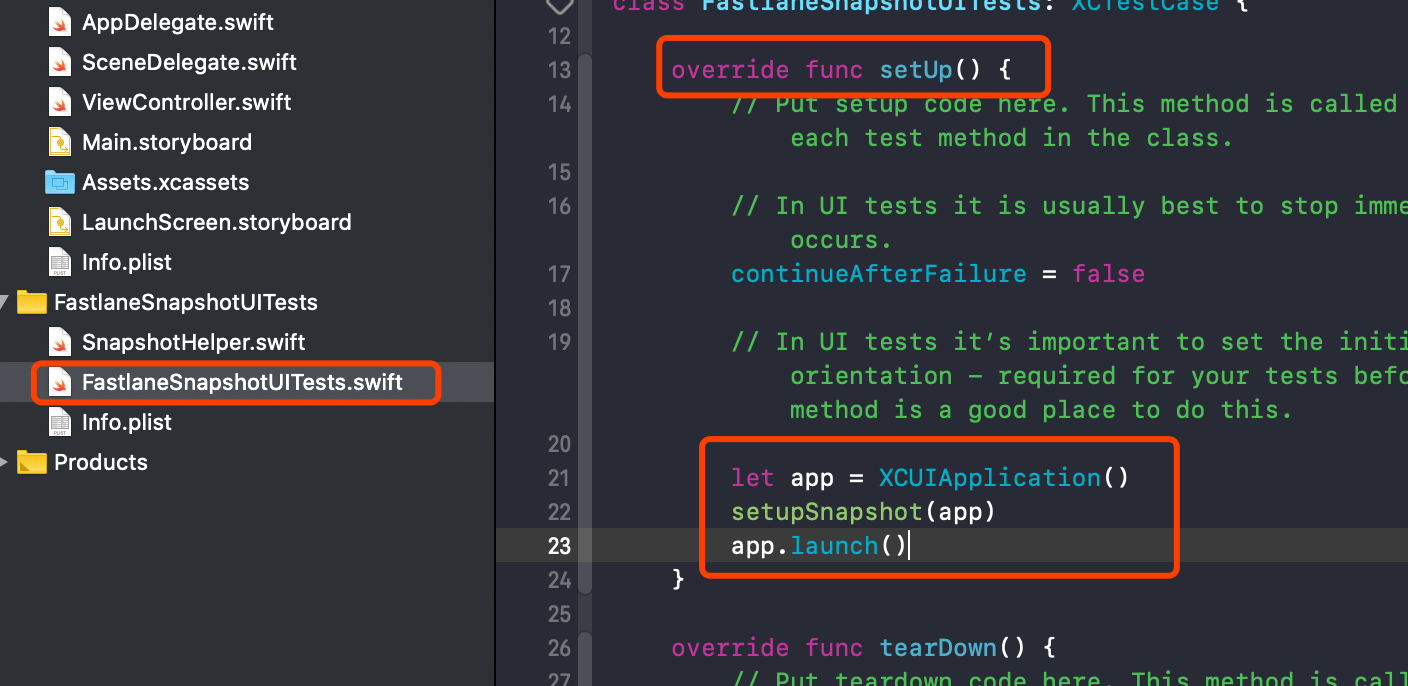 AppDelegate.swift
SceneDelegate.swift
ViewController.swift
Main.storyboard
Assets.xcassets
LaunchScreen.storyboard
Info.plist
FastlaneSnapshotUITests
SnapshotHelper.swift
FastlaneSnapshotUITests.swift
Info.plist
Products
class FastlaneSnapshotUITests: XCTestCase {
12
13 override func setUp() {
14 // Put setup code here. This method is called
each test method in the class.
15
16 // In UI tests it is usually best to stop imme
occurs.
17 continueAfterFailure = false
18
19 // In UI tests it’s important to set the initi
orientation - required for your tests befo
method is a good place to do this.
20
21 let app = XCUIApplication()
22 setupSnapshot(app)
23 app.launch()
24 }
25
26 override func tearDown() {
27 // Put teardown code here. This method is call